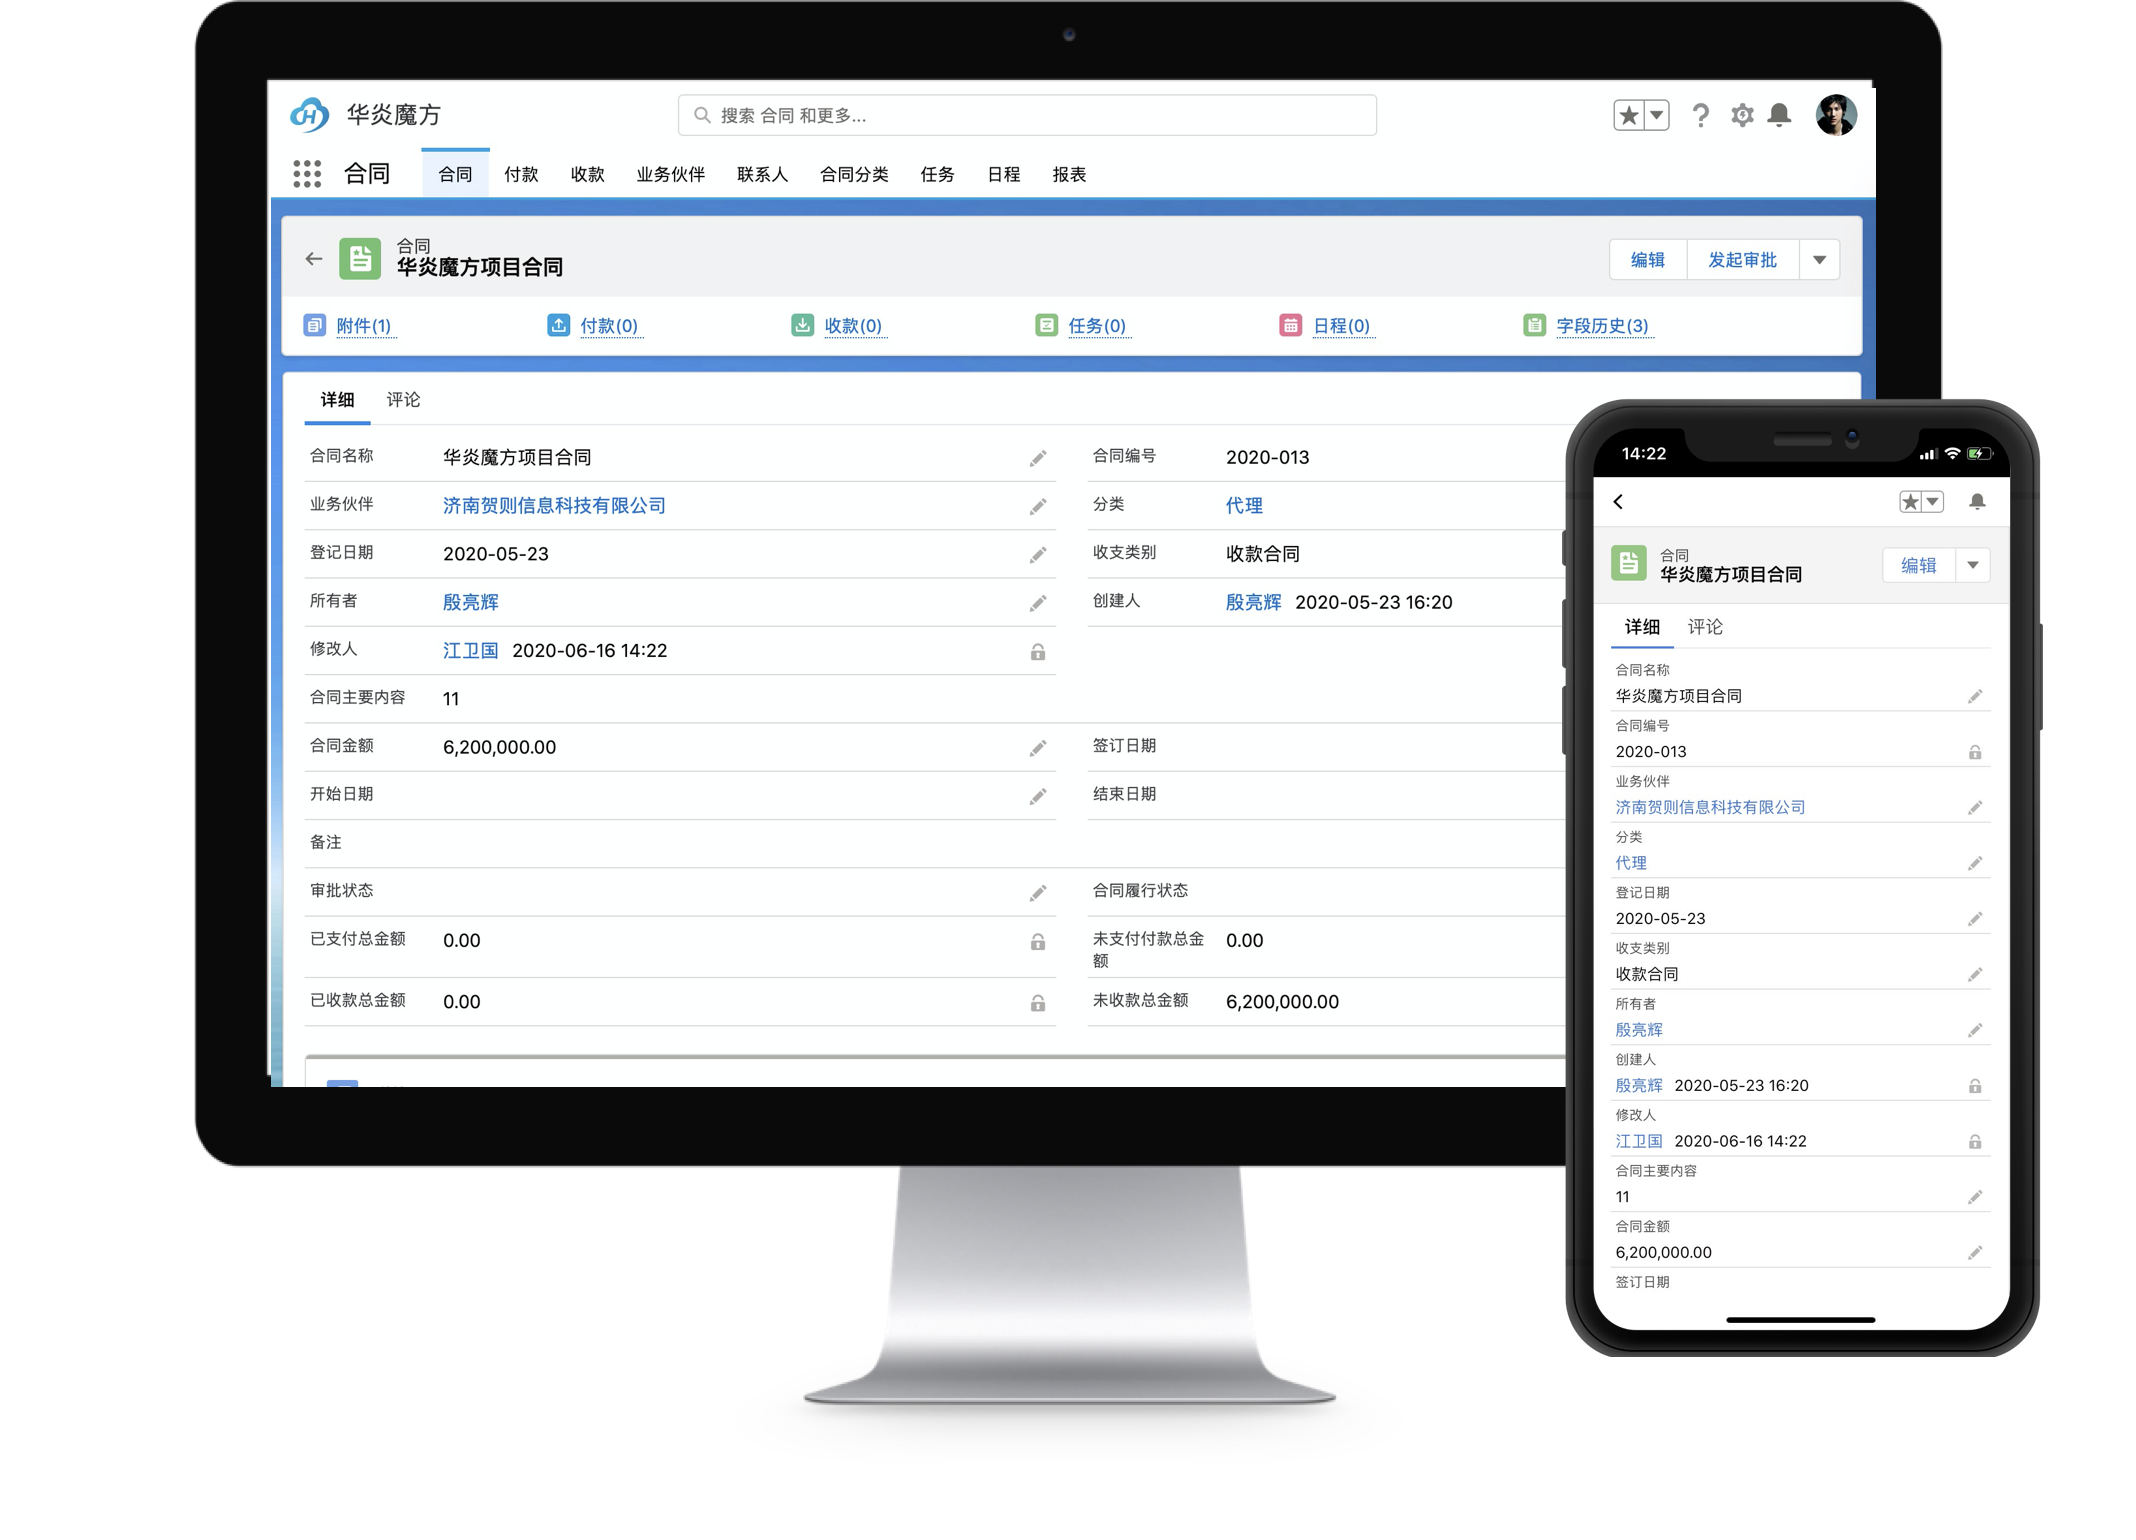 华炎魔方
搜索 合同 和更多...
合同
合同 付款 收款 业务伙伴 联系人 合同分类 任务 日程 报表
合同
华炎魔方项目合同
编辑 发起审批
附件(1) 付款(0) 收款(0) 任务(0) 日程(0) 字段历史(3)
详细 评论
合同名称 华炎魔方项目合同 合同编号 2020-013
业务伙伴 济南贺则信息科技有限公司 分类 代理
登记日期 2020-05-23 收支类别 收款合同
所有者 殷亮辉 创建人 殷亮辉 2020-05-23 16:20
修改人 江卫国 2020-06-16 14:22
合同主要内容 11
合同金额 6,200,000.00 签订日期
开始日期 结束日期
备注
审批状态 合同履行状态
已支付总金额 0.00 未支付付款总金
额 0.00
已收款总金额 0.00 未收款总金额 6,200,000.00
14:22
合同
华炎魔方项目合同
编辑
详细 评论
合同名称
华炎魔方项目合同
合同编号
2020-013
业务伙伴
济南贺则信息科技有限公司
分类
代理
登记日期
2020-05-23
收支类别
收款合同
所有者
殷亮辉
创建人
殷亮辉 2020-05-23 16:20
修改人
江卫国 2020-06-16 14:22
合同主要内容
11
合同金额
6,200,000.00
签订日期